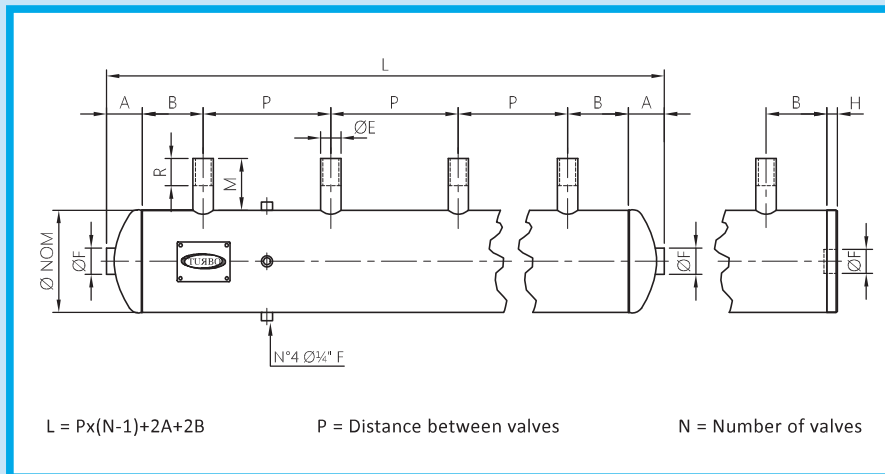 L
A B P P P B A B H
ØE
R M
Ø NOM ØF TURBO ØF ØF
N°4 Ø¼" F
L = Px(N-1)+2A+2B P = Distance between valves N = Number of valves